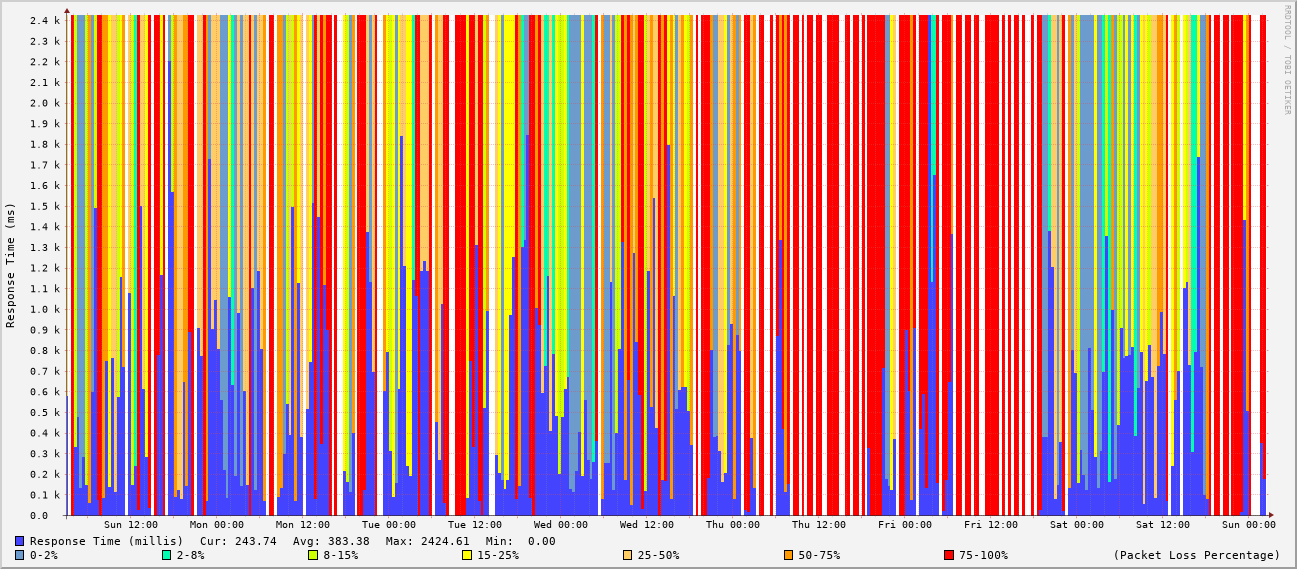 RRDTOOL / TOBI OETIKER
Response Time (ms)
2.4 k
2.3 k
2.2 k
2.1 k
2.0 k
1.9 k
1.8 k
1.7 k
1.6 k
1.5 k
1.4 k
1.3 k
1.2 k
1.1 k
1.0 k
0.9 k
0.8 k
0.7 k
0.6 k
0.5 k
0.4 k
0.3 k
0.2 k
0.1 k
0.0
Sun 12:00 Mon 00:00 Mon 12:00 Tue 00:00 Tue 12:00 Wed 00:00 Wed 12:00 Thu 00:00 Thu 12:00 Fri 00:00 Fri 12:00 Sat 00:00 Sat 12:00 Sun 00:00
Response Time (millis) Cur: 243.74 Avg: 383.38 Max: 2424.61 Min: 0.00
0-2% 2-8% 8-15% 15-25% 25-50% 50-75% 75-100% (Packet Loss Percentage)